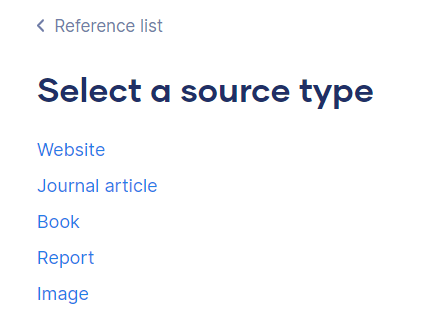 Reference list
Select a source type
Website
Journal article
Book
Report
Image